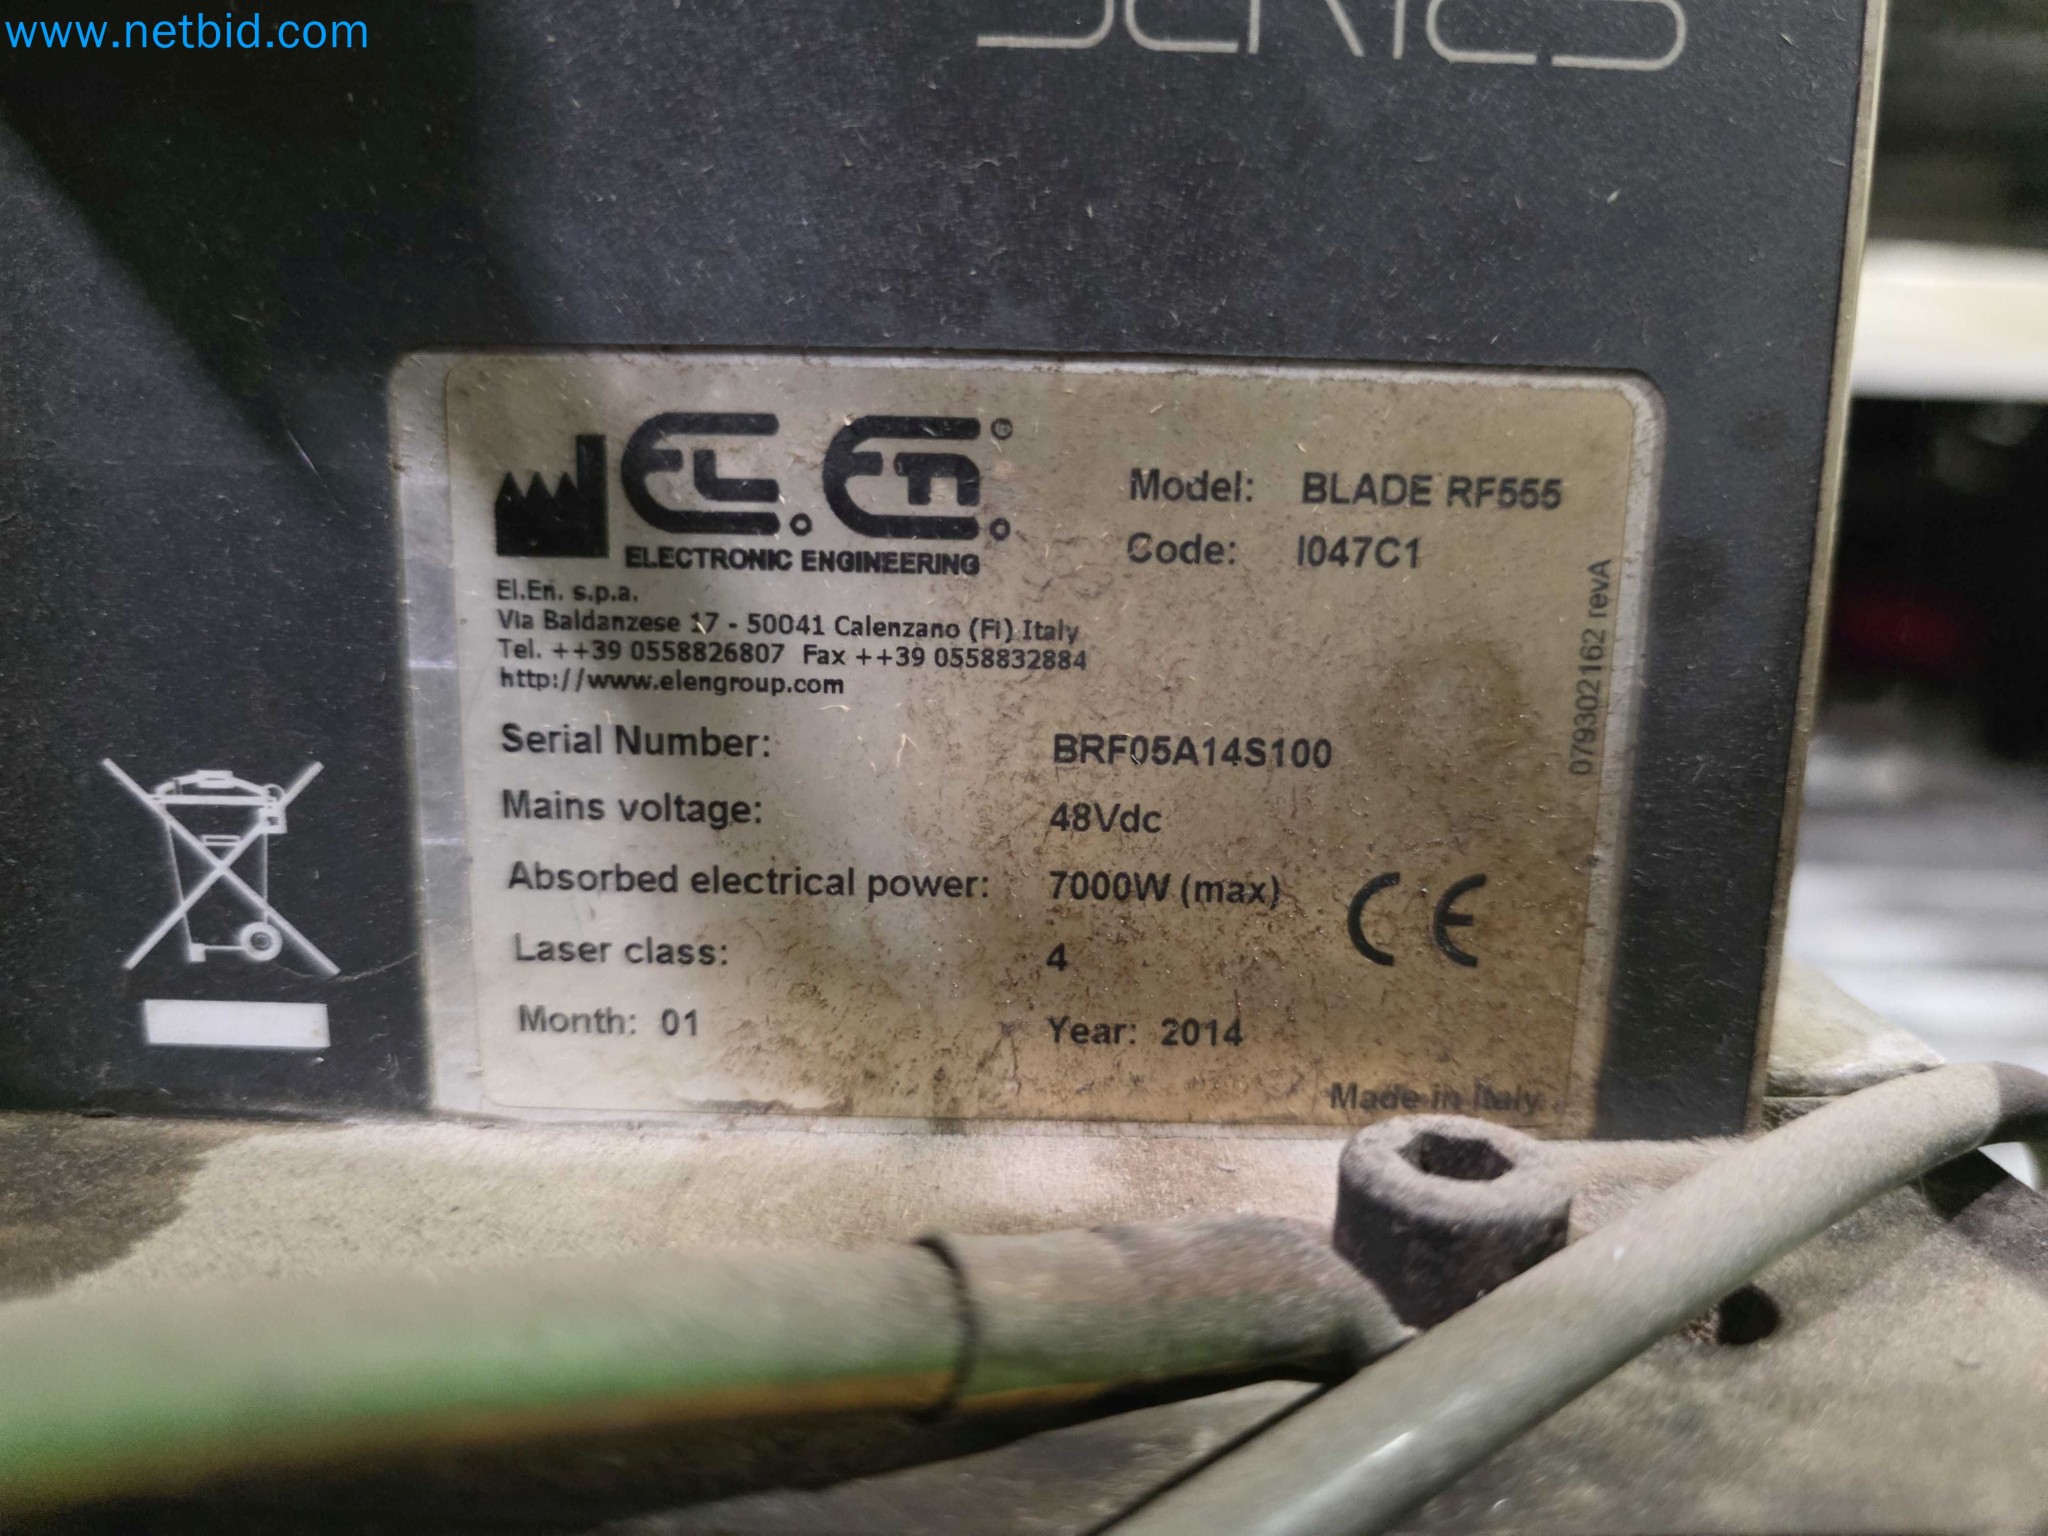 www.netbid.com
SERIES
EL.En.®
ELECTRONIC ENGINEERING
Model: BLADE RF555
Code: I047C1
El.En. s.p.a.
Via Baldanzese 17 - 50041 Calenzano (Fi) Italy
Tel. ++39 0558826807 Fax ++39 0558832884
http://www.elengroup.com
079302162 revA
Serial Number: BRF05A14S100
Mains voltage: 48Vdc
Absorbed electrical power: 7000W (max)
CE
Laser class: 4
Month: 01 Year: 2014
Made in Italy